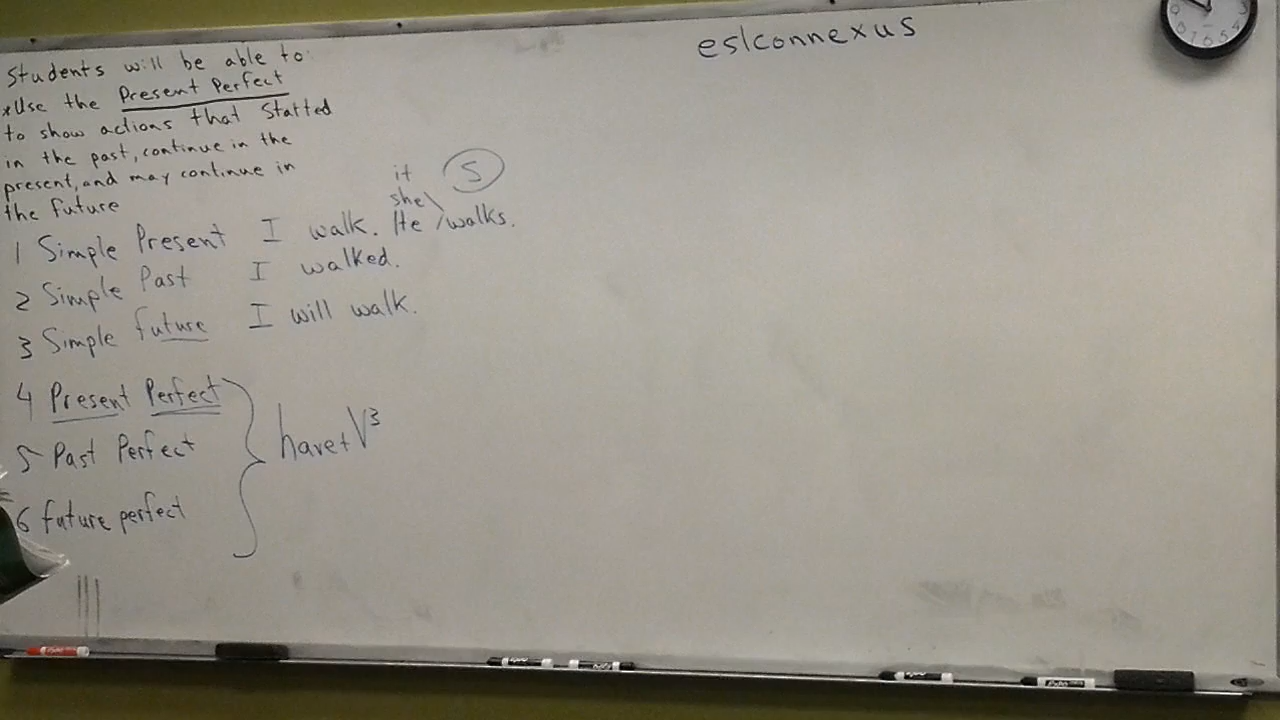 Students will be able to:
*Use the Present Perfect
to show actions that Started
in the past, continue in the
present, and may continue in
the future
eslconnexus
it S
she\
1 Simple Present I walk. He /walks.
2 Simple Past I walked.
3 Simple future I will walk.
4 Present Perfect
5 Past Perfect
6 future perfect
have+V³